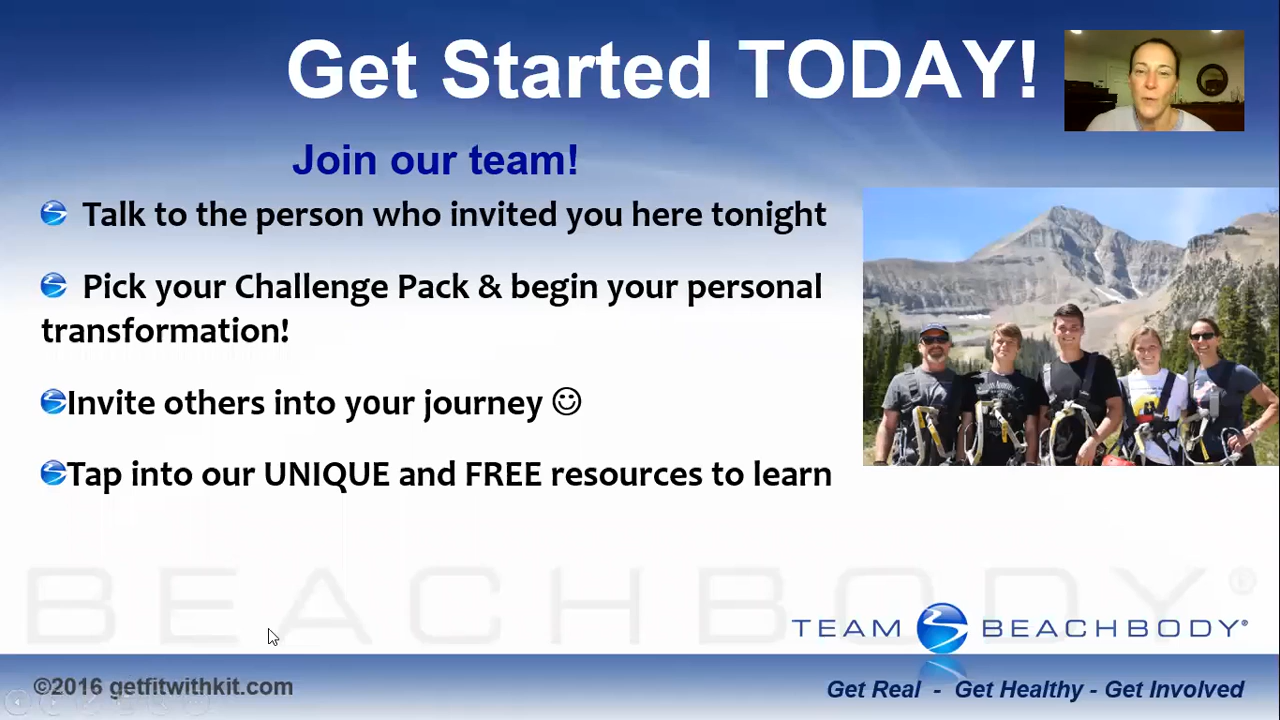 Get Started TODAY!
Join our team!
Talk to the person who invited you here tonight
Pick your Challenge Pack & begin your personal
transformation!
Invite others into y0ur journey ☺
Tap into our UNIQUE and FREE resources to learn
BEACHBODY®
TEAM BEACHBODY®
©2016 getfitwithkit.com
Get Real - Get Healthy - Get Involved